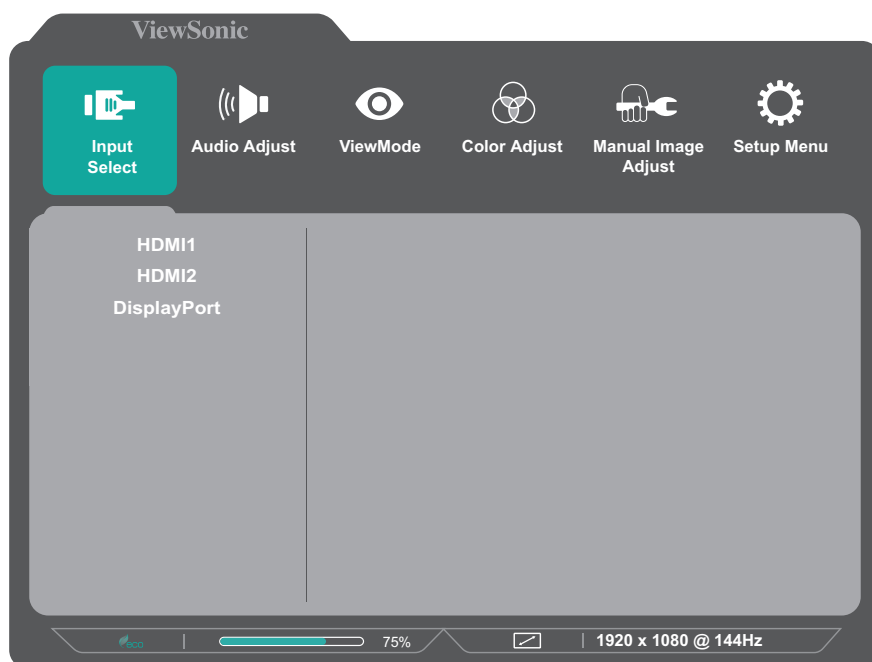 ViewSonic
Input
Select
Audio Adjust
ViewMode
Color Adjust
Manual Image
Adjust
Setup Menu
HDMI1
HDMI2
DisplayPort
eco | 75% | 1920 x 1080 @ 144Hz